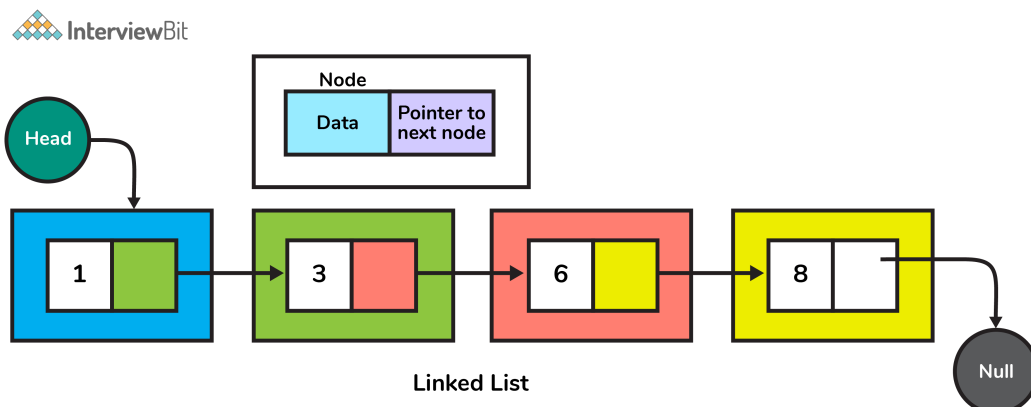 InterviewBit
Node
Data
Pointer to
next node
Head
1
3
6
8
Null
Linked List